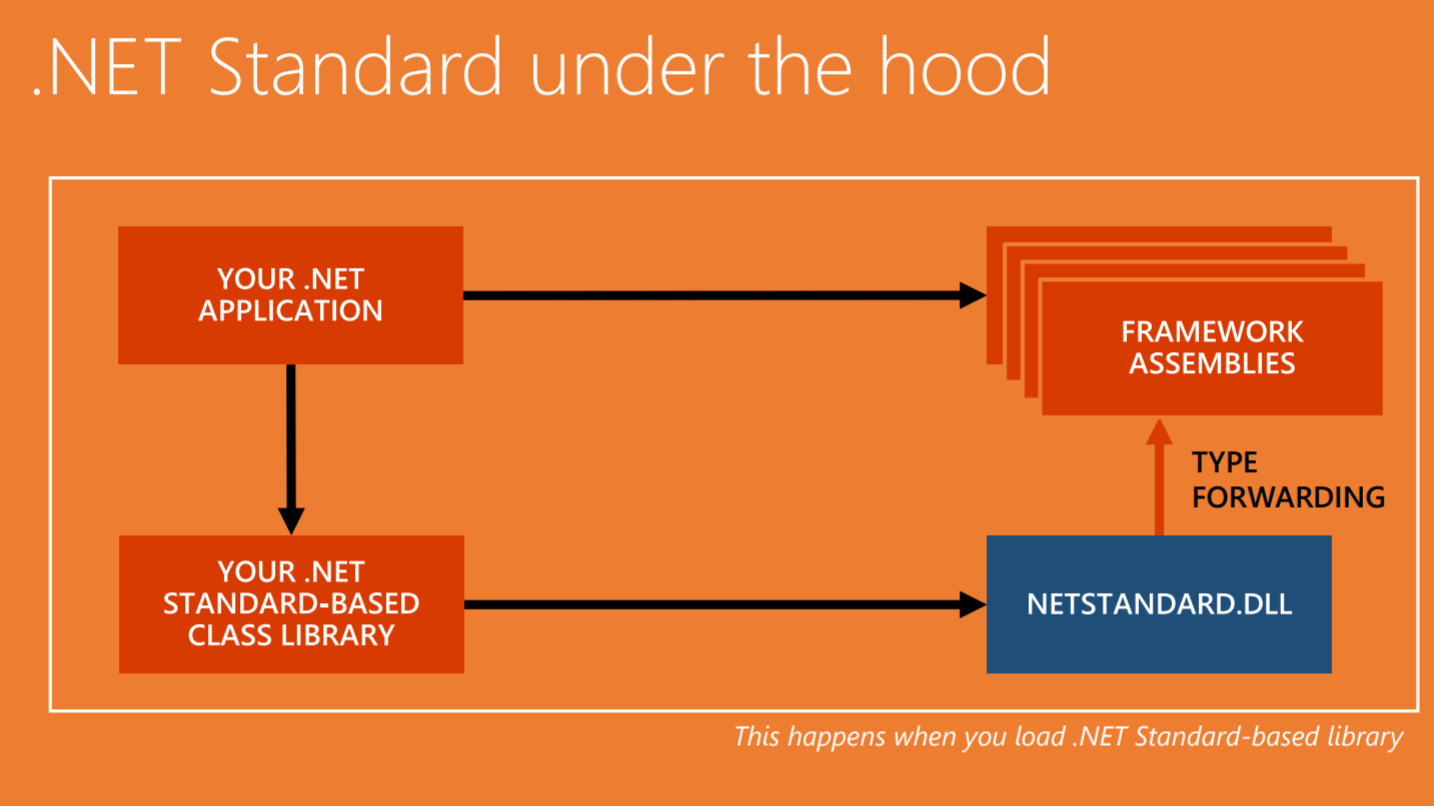 .NET Standard under the hood
YOUR .NET
APPLICATION
FRAMEWORK
ASSEMBLIES
TYPE
FORWARDING
YOUR .NET
STANDARD-BASED
CLASS LIBRARY
NETSTANDARD.DLL
This happens when you load .NET Standard-based library